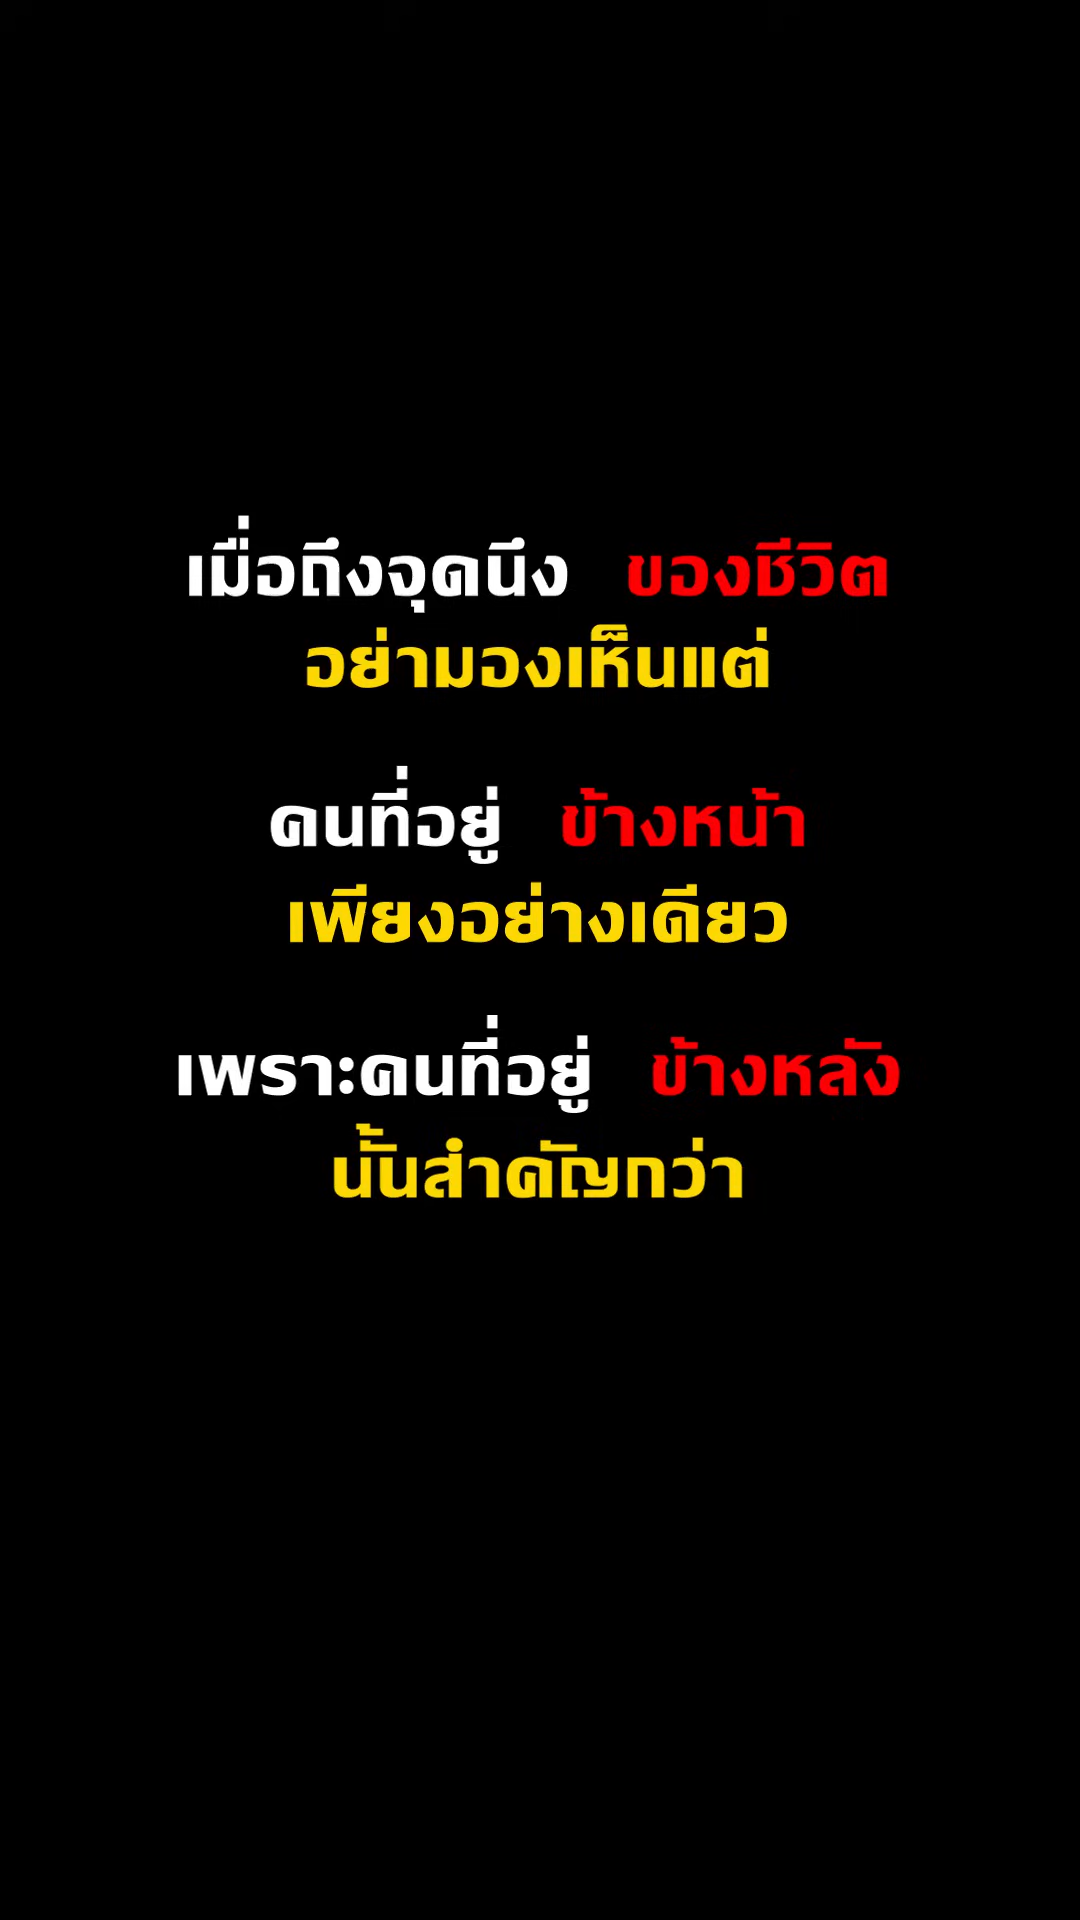 เมื่อถึงจุดนึง ของชีวิต
อย่ามองเห็นแต่
คนที่อยู่ ข้างหน้า
เพียงอย่างเดียว
เพราะคนที่อยู่ ข้างหลัง
นั้นสำคัญกว่า